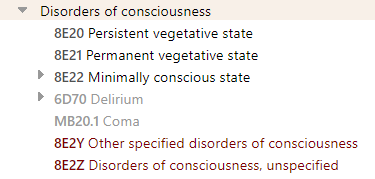 Disorders of consciousness
8E20 Persistent vegetative state
8E21 Permanent vegetative state
8E22 Minimally conscious state
6D70 Delirium
MB20.1 Coma
8E2Y Other specified disorders of consciousness
8E2Z Disorders of consciousness, unspecified